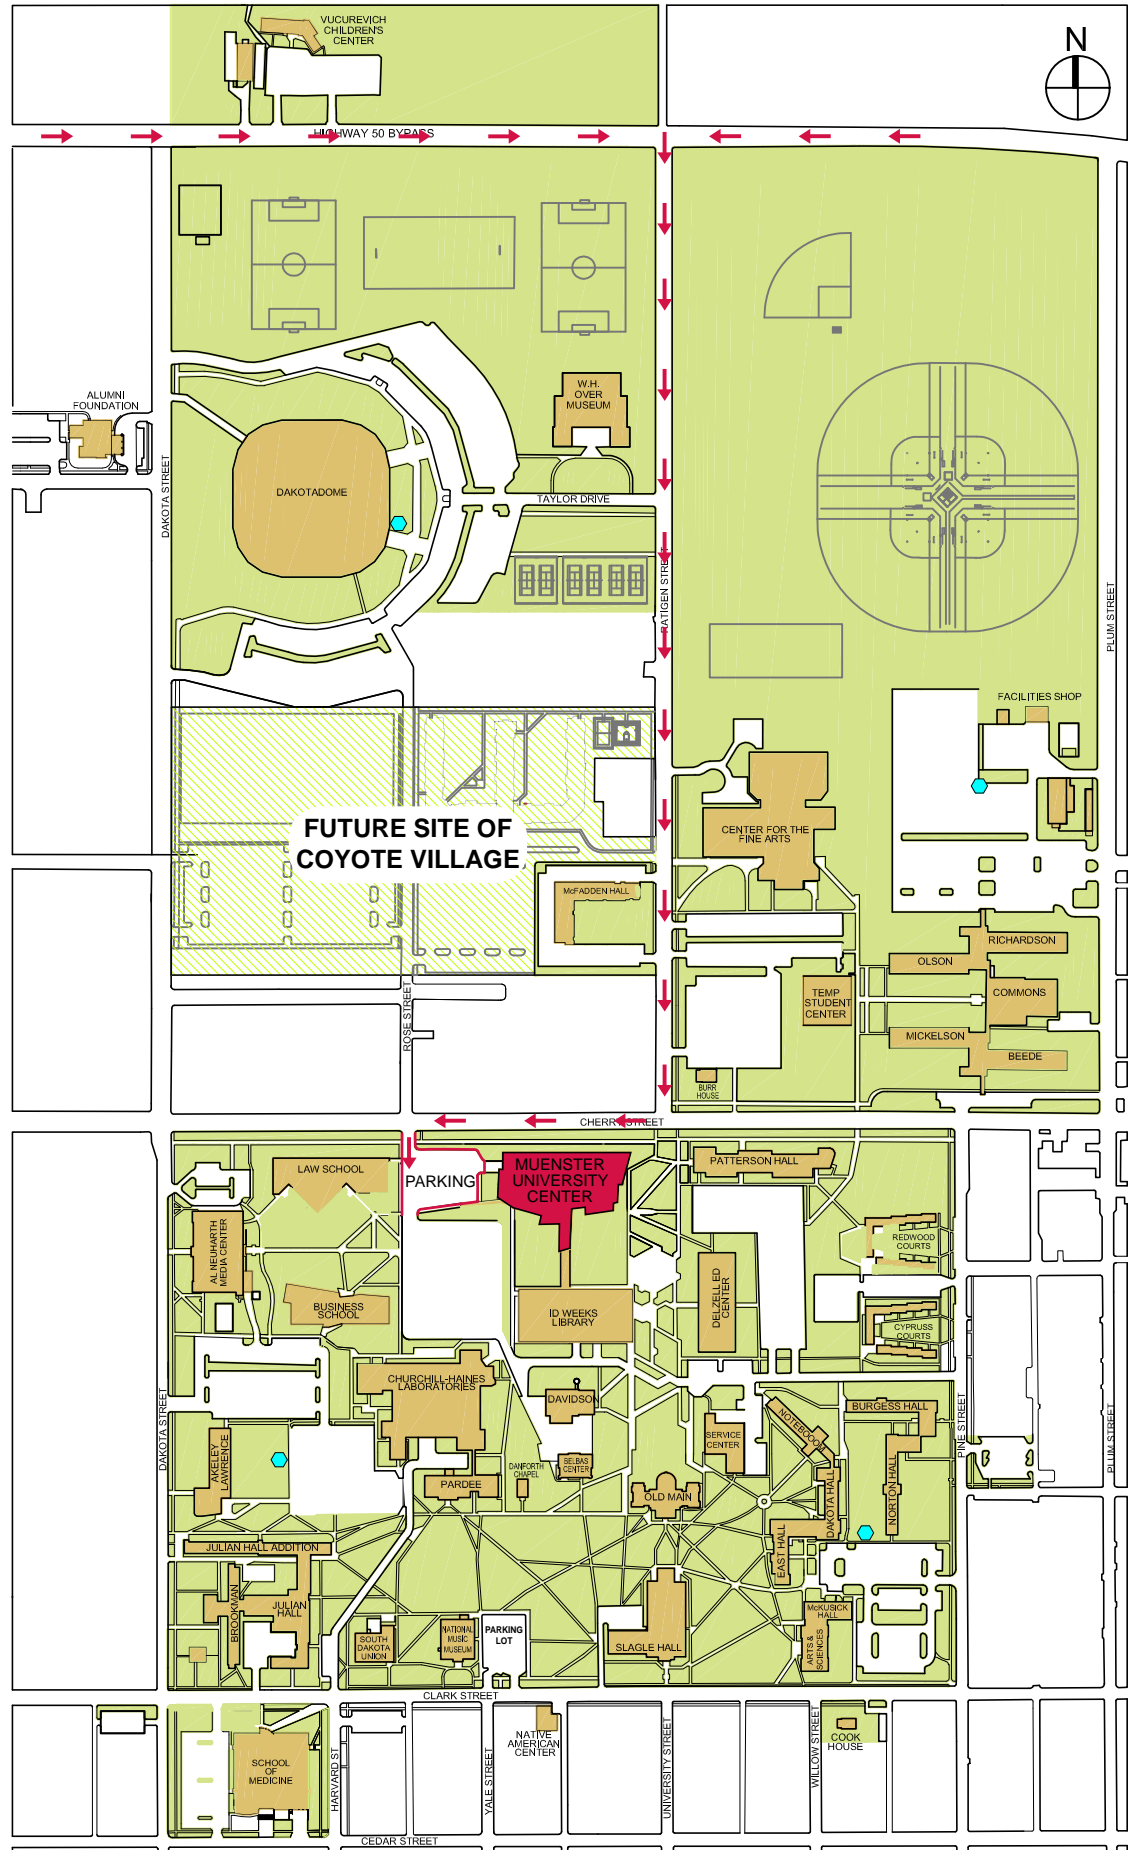 VUCUREVICH
CHILDREN'S
CENTER
N
HIGHWAY 50 BYPASS
W.H.
OVER
MUSEUM
ALUMNI
FOUNDATION
DAKOTADOME
TAYLOR DRIVE
DAKOTA STREET
RATIGEN STREET
PLUM STREET
FACILITIES SHOP
FUTURE SITE OF
COYOTE VILLAGE
CENTER FOR THE
FINE ARTS
McFADDEN HALL
RICHARDSON
OLSON
COMMONS
TEMP
STUDENT
CENTER
ROSE STREET
MICKELSON
BEEDE
BURR
HOUSE
CHERRY STREET
LAW SCHOOL
PARKING
MUENSTER
UNIVERSITY
CENTER
PATTERSON HALL
AL NEUHARTH
MEDIA CENTER
REDWOOD
COURTS
DELZELL ED
CENTER
BUSINESS
SCHOOL
ID WEEKS
LIBRARY
CYPRUSS
COURTS
CHURCHILL-HAINES
LABORATORIES
DAVIDSON
BURGESS HALL
NOTEBOOM
SERVICE
CENTER
DAKOTA STREET
PINE STREET
PLUM STREET
AKELEY
LAWRENCE
DANFORTH
CHAPEL
SELBAS
CENTER
PARDEE
OLD MAIN
DAKOTA HALL
NORTON HALL
EAST HALL
JULIAN HALL ADDITION
BROOKMAN
JULIAN
HALL
McKUSICK
HALL
ARTS &
SCIENCES
SOUTH
DAKOTA
UNION
NATIONAL
MUSIC
MUSEUM
PARKING
LOT
SLAGLE HALL
CLARK STREET
NATIVE
AMERICAN
CENTER
COOK
HOUSE
SCHOOL
OF
MEDICINE
HARVARD ST
YALE STREET
UNIVERSITY STREET
WILLOW STREET
CEDAR STREET